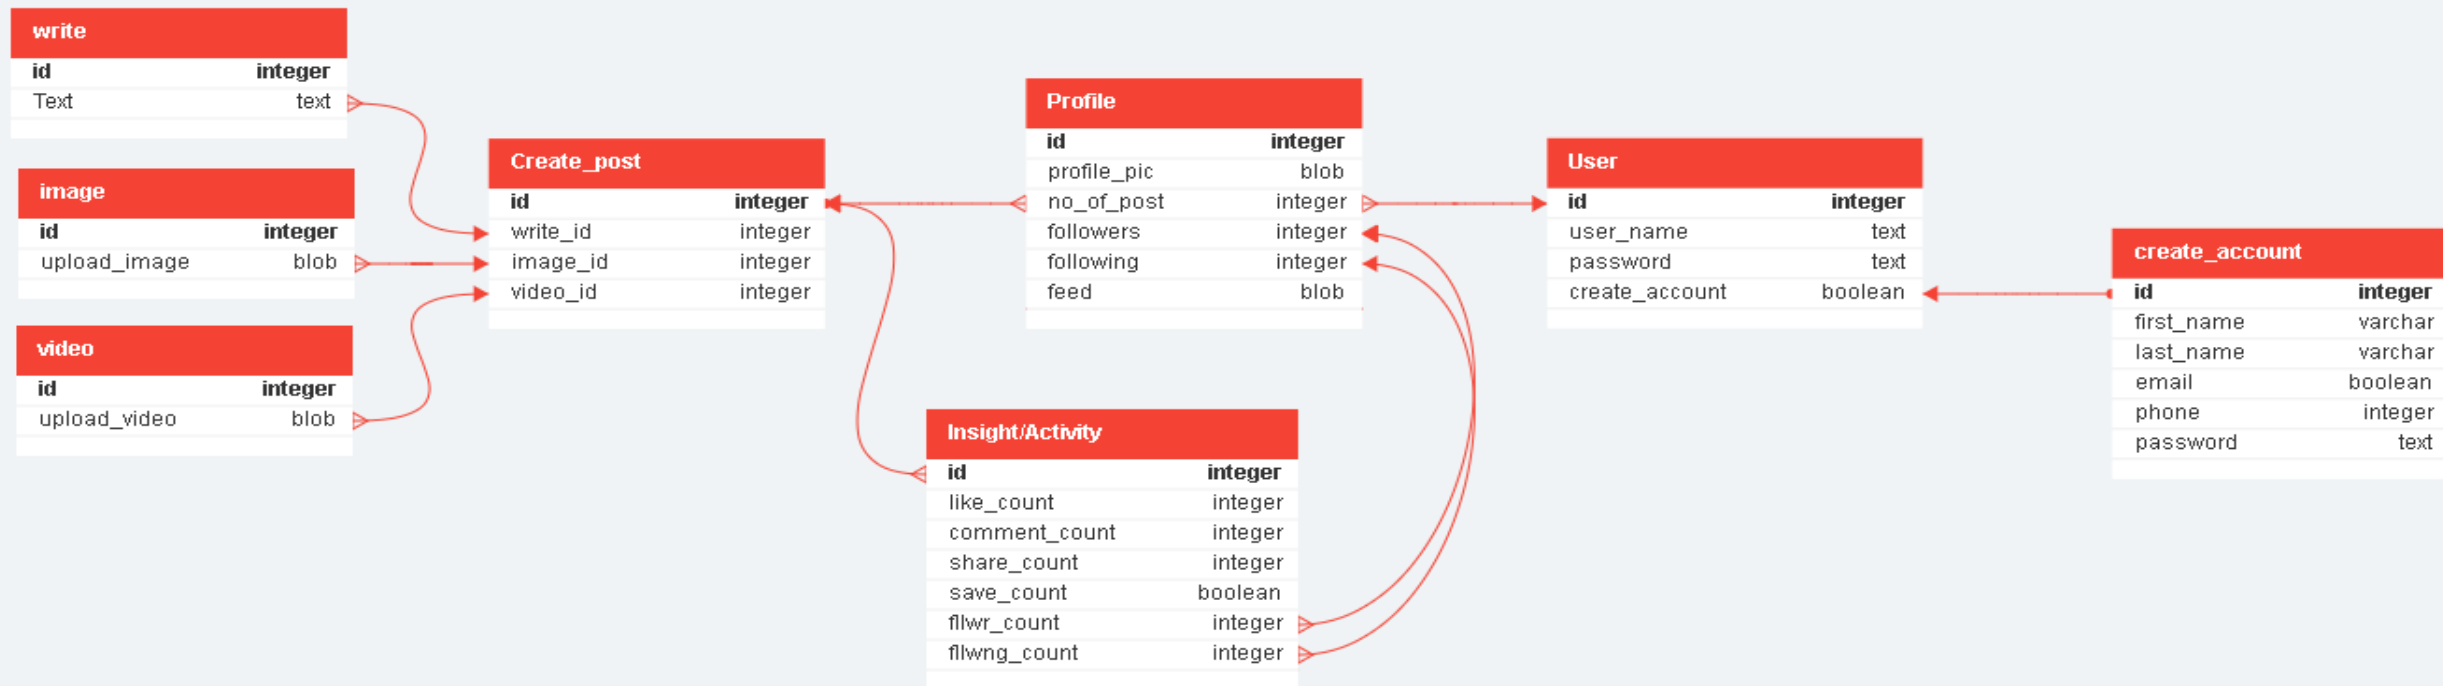 write
id integer
Text text
image
id integer
upload_image blob
video
id integer
upload_video blob
Create_post
id integer
write_id integer
image_id integer
video_id integer
Profile
id integer
profile_pic blob
no_of_post integer
followers integer
following integer
feed blob
Insight/Activity
id integer
like_count integer
comment_count integer
share_count integer
save_count boolean
fllwr_count integer
fllwng_count integer
User
id integer
user_name text
password text
create_account boolean
create_account
id integer
first_name varchar
last_name varchar
email boolean
phone integer
password text